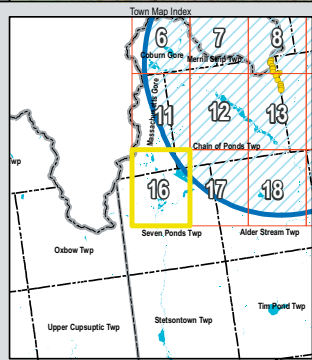 Town Map Index
6
7
8
Coburn Gore
Merrill Strip Twp
Massachusetts Gore
11
12
13
Chain of Ponds Twp
wp
16
17
18
Seven Ponds Twp
Alder Stream Twp
Oxbow Twp
Tim Pond Twp
Stetsontown Twp
Upper Cupsuptic Twp